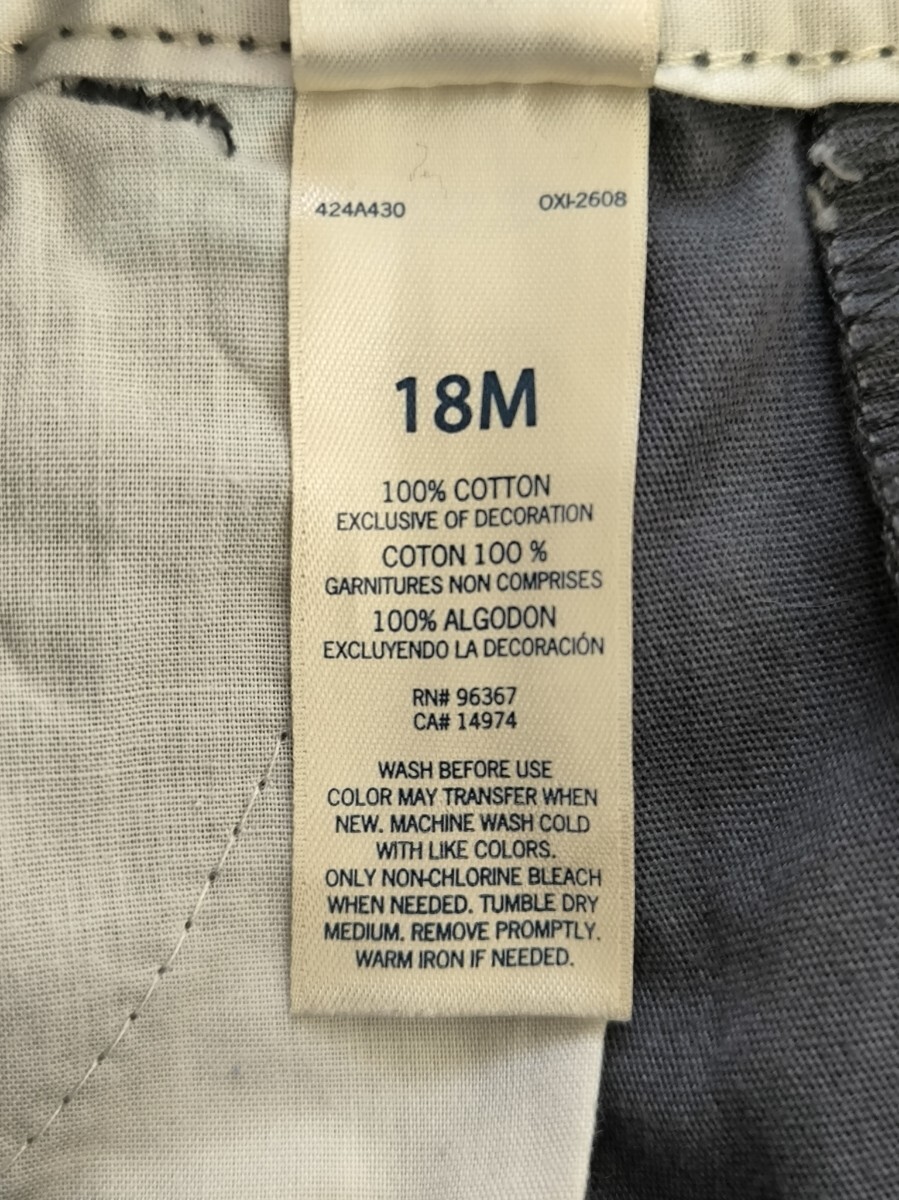 424A430 OXI-2608
18M
100% COTTON
EXCLUSIVE OF DECORATION
COTON 100 %
GARNITURES NON COMPRISES
100% ALGODON
EXCLUYENDO LA DECORACIÓN
RN# 96367
CA# 14974
WASH BEFORE USE
COLOR MAY TRANSFER WHEN
NEW. MACHINE WASH COLD
WITH LIKE COLORS.
ONLY NON-CHLORINE BLEACH
WHEN NEEDED. TUMBLE DRY
MEDIUM. REMOVE PROMPTLY.
WARM IRON IF NEEDED.